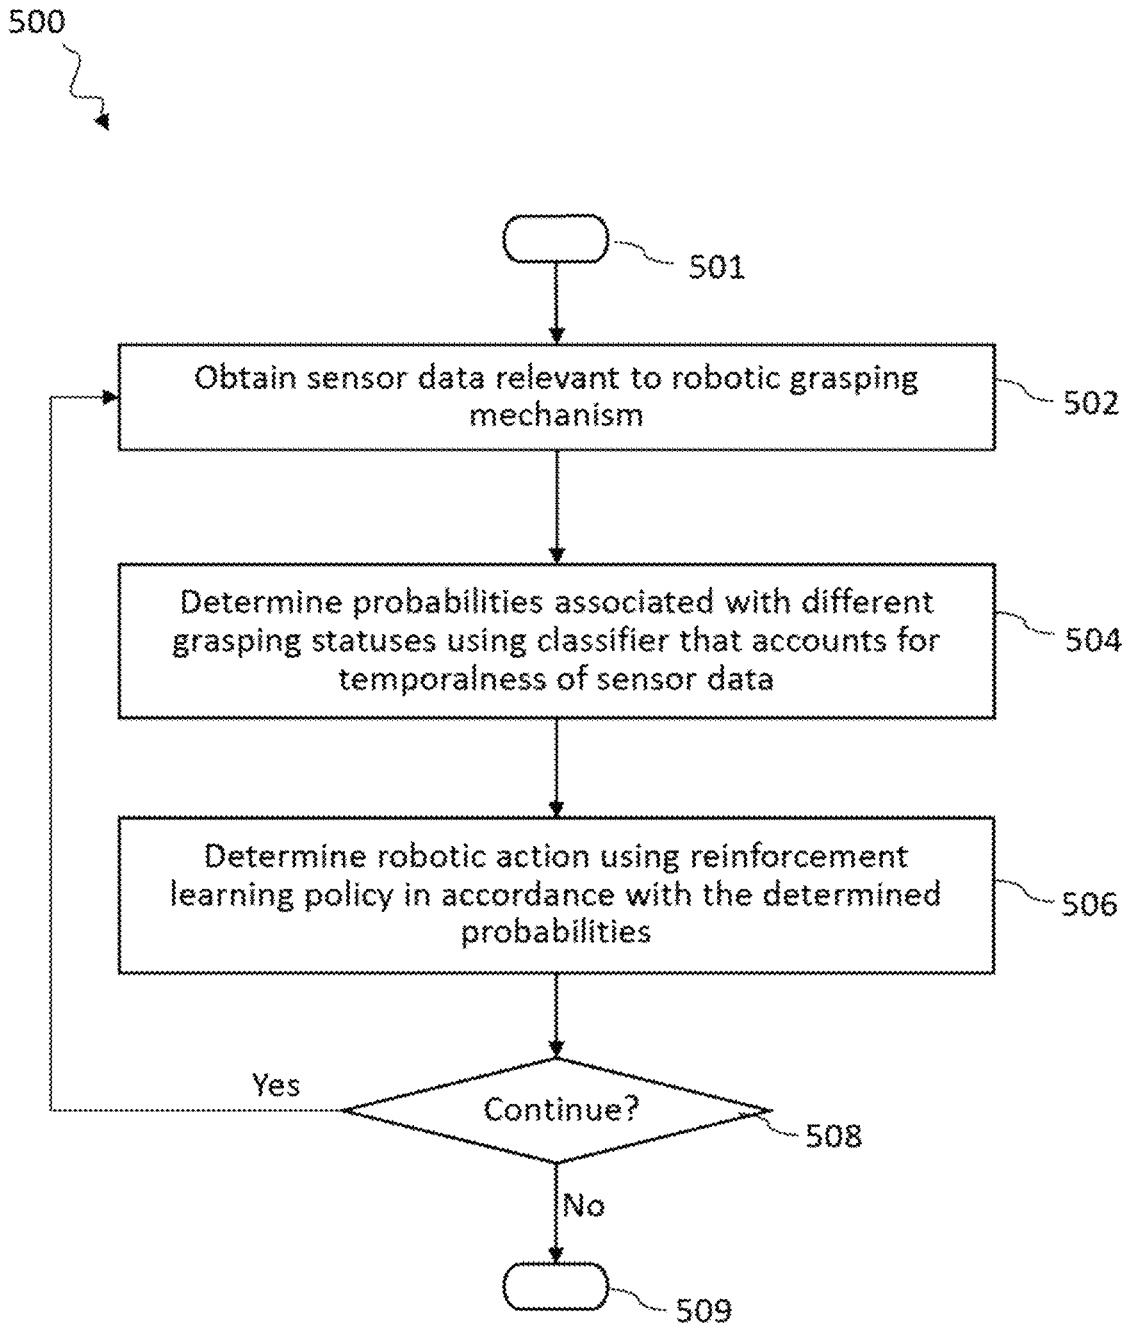 500
501
Obtain sensor data relevant to robotic grasping
mechanism
502
Determine probabilities associated with different
grasping statuses using classifier that accounts for
temporalness of sensor data
504
Determine robotic action using reinforcement
learning policy in accordance with the determined
probabilities
506
Yes
Continue?
508
No
509